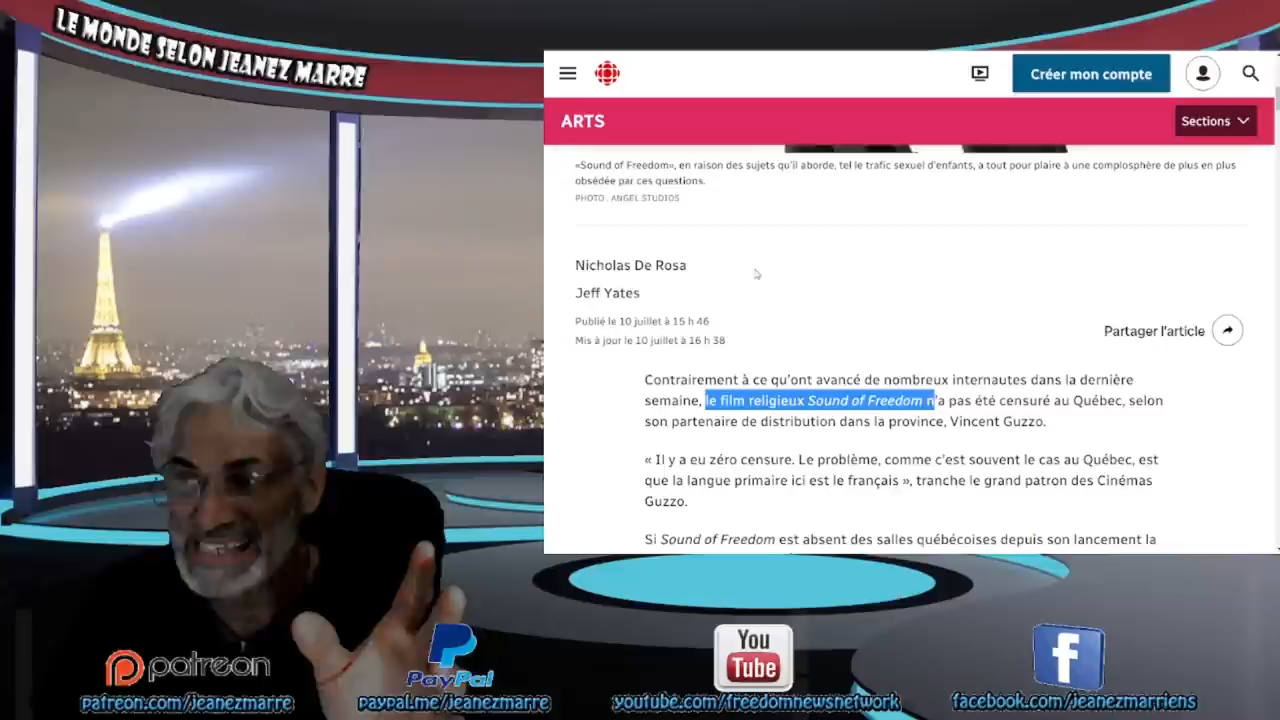 LE MONDE SELON JEANEZ MARRE
Créer mon compte
ARTS
Sections
«Sound of Freedom», en raison des sujets qu'il aborde, tel le trafic sexuel d'enfants, a tout pour plaire à une complosphère de plus en plus
obsédée par ces questions.
PHOTO : ANGEL STUDIOS
Nicholas De Rosa
Jeff Yates
Publié le 10 juillet à 15 h 46
Mis à jour le 10 juillet à 16 h 38
Partager l'article
Contrairement à ce qu'ont avancé de nombreux internautes dans la dernière
semaine, le film religieux Sound of Freedom n'a pas été censuré au Québec, selon
son partenaire de distribution dans la province, Vincent Guzzo.
« Il y a eu zéro censure. Le problème, comme c'est souvent le cas au Québec, est
que la langue primaire ici est le français », tranche le grand patron des Cinémas
Guzzo.
Si Sound of Freedom est absent des salles québécoises depuis son lancement la
patreon
patreon.com/jeanezmarre
PayPal
paypal.me/jeanezmarre
You
Tube
youtube.com/freedomnewsnetwork
f
facebook.com/jeanezmarriens